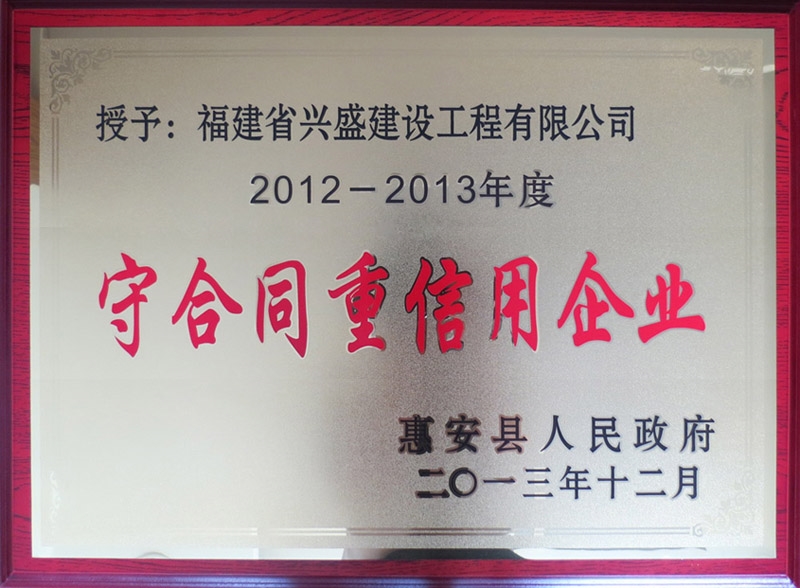 授予：福建省兴盛建设工程有限公司
2012－2013年度
守合同重信用企业
惠安县人民政府
二〇一三年十二月